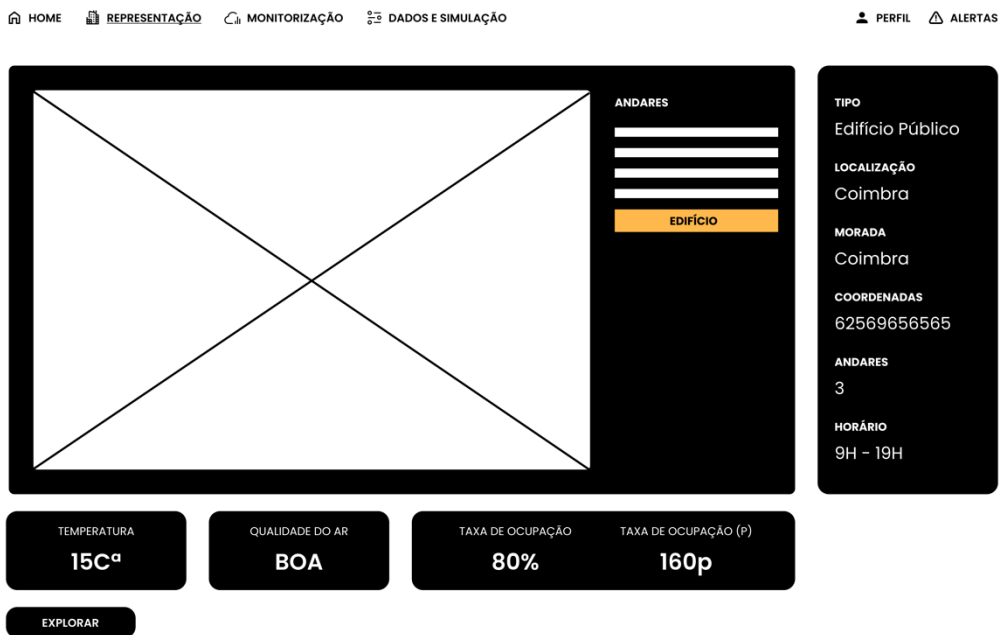 HOME REPRESENTAÇÃO MONITORIZAÇÃO DADOS E SIMULAÇÃO PERFIL ALERTAS
ANDARES
EDIFÍCIO
TIPO
Edifício Público
LOCALIZAÇÃO
Coimbra
MORADA
Coimbra
COORDENADAS
62569656565
ANDARES
3
HORÁRIO
9H - 19H
TEMPERATURA
15Cª
QUALIDADE DO AR
BOA
TAXA DE OCUPAÇÃO
80%
TAXA DE OCUPAÇÃO (P)
160p
EXPLORAR